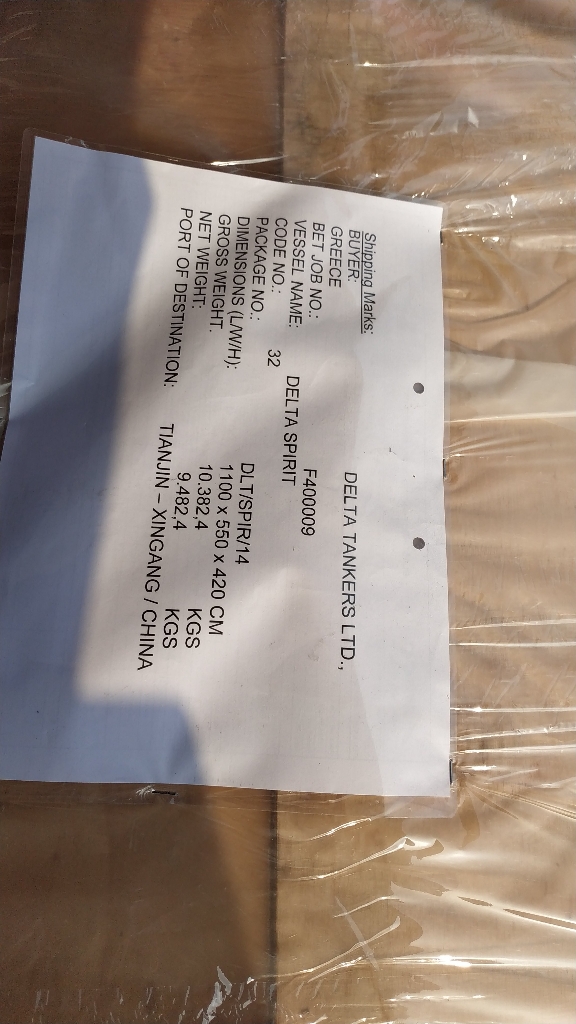 Shipping Marks:
BUYER: DELTA TANKERS LTD.,
GREECE
BET JOB NO.: F400009
VESSEL NAME: DELTA SPIRIT
CODE NO.: 32
PACKAGE NO.: DLT/SPIR/14
DIMENSIONS (L/W/H): 1100 x 550 x 420 CM
GROSS WEIGHT: 10.382,4 KGS
NET WEIGHT: 9.482,4 KGS
PORT OF DESTINATION: TIANJIN – XINGANG / CHINA